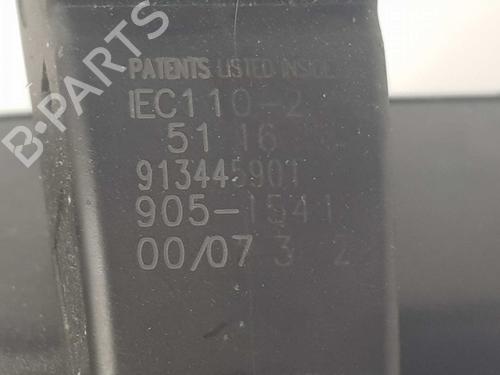 B-PARTS
PATENTS LISTED INSIDE
IEC110-2
51 16
913445901
905-1541
00/07 3 2